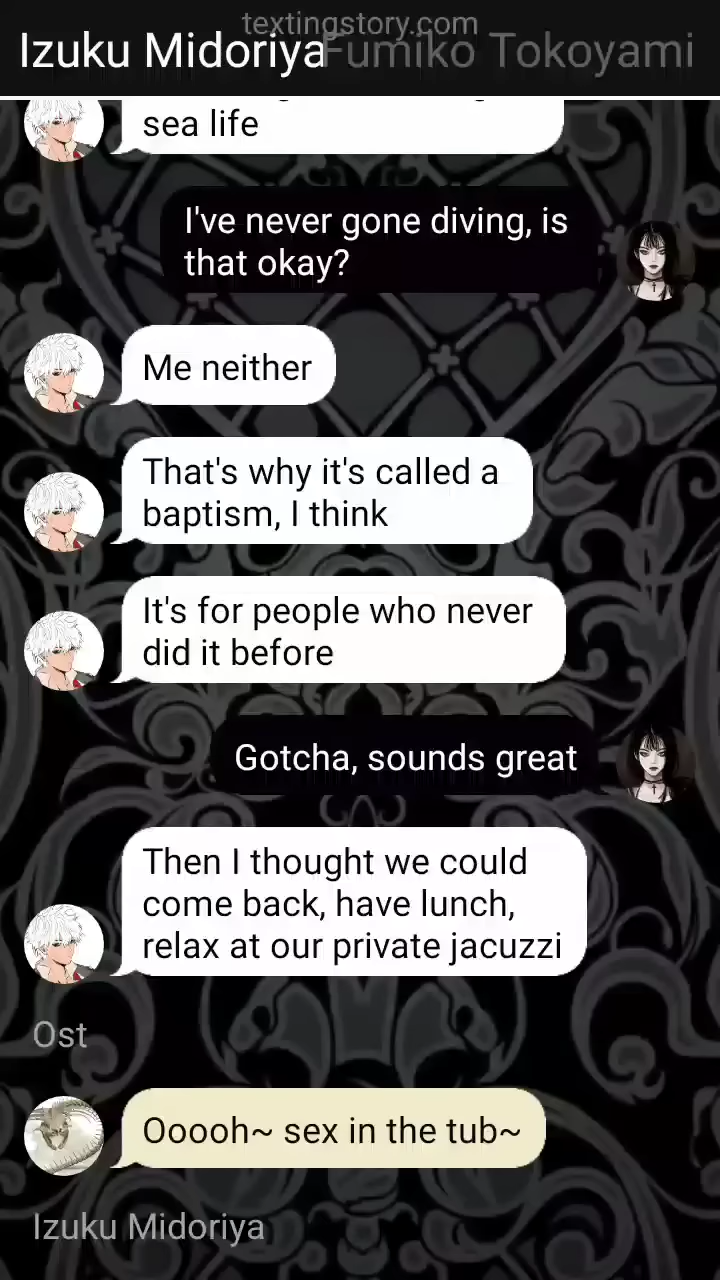 textingstory.com
Izuku Midoriya Fumiko Tokoyami
sea life
I've never gone diving, is
that okay?
Me neither
That's why it's called a
baptism, I think
It's for people who never
did it before
Gotcha, sounds great
Then I thought we could
come back, have lunch,
relax at our private jacuzzi
Ost
Ooooh~ sex in the tub~
Izuku Midoriya